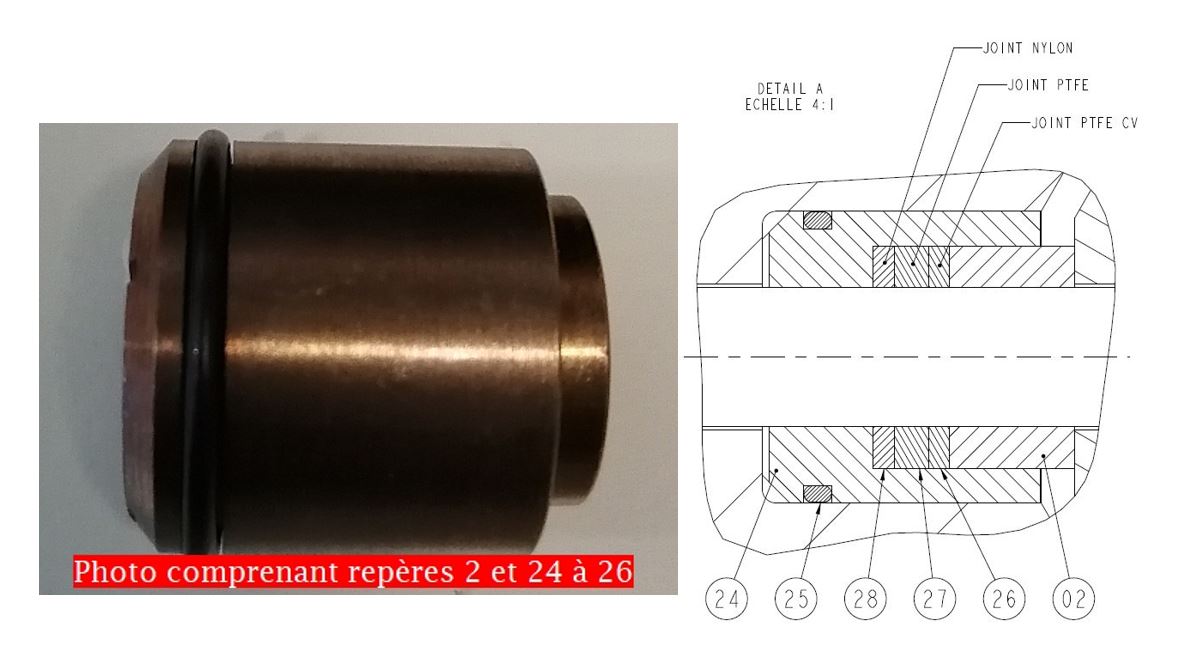 JOINT NYLON
DETAIL A
ECHELLE 4:1
JOINT PTFE
JOINT PTFE CV
Photo comprenant repères 2 et 24 à 26
24 25 28 27 26 02